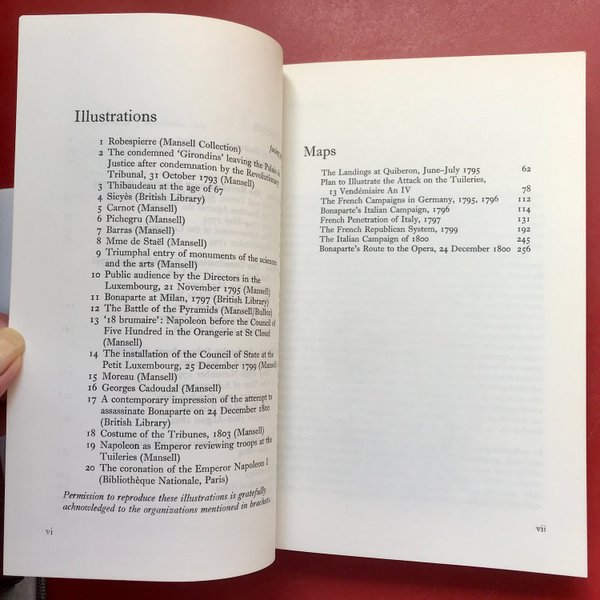 Illustrations
facing
1 Robespierre (Mansell Collection)
2 The condemned 'Girondins' leaving the Palais de
Justice after condemnation by the Revolutionary
Tribunal, 31 October 1793 (Mansell)
3 Thibaudeau at the age of 67
4 Sieyès (British Library)
5 Carnot (Mansell)
6 Pichegru (Mansell)
7 Barras (Mansell)
8 Mme de Staël (Mansell)
9 Triumphal entry of monuments of the sciences
and the arts (Mansell)
10 Public audience by the Directors in the
Luxembourg, 21 November 1795 (Mansell)
11 Bonaparte at Milan, 1797 (British Library)
12 The Battle of the Pyramids (Mansell/Bulloz)
13 '18 brumaire': Napoleon before the Council of
Five Hundred in the Orangerie at St Cloud
(Mansell)
14 The installation of the Council of State at the
Petit Luxembourg, 25 December 1799 (Mansell)
15 Moreau (Mansell)
16 Georges Cadoudal (Mansell)
17 A contemporary impression of the attempt to
assassinate Bonaparte on 24 December 1800
(British Library)
18 Costume of the Tribunes, 1803 (Mansell)
19 Napoleon as Emperor reviewing troops at the
Tuileries (Mansell)
20 The coronation of the Emperor Napoleon I
(Bibliothèque Nationale, Paris)
Permission to reproduce these illustrations is gratefully
acknowledged to the organizations mentioned in brackets.
vi
Maps
The Landings at Quiberon, June–July 1795 62
Plan to Illustrate the Attack on the Tuileries,
13 Vendémiaire An IV 78
The French Campaigns in Germany, 1795, 1796 112
Bonaparte's Italian Campaign, 1796 114
French Penetration of Italy, 1797 131
The French Republican System, 1799 192
The Italian Campaign of 1800 245
Bonaparte's Route to the Opera, 24 December 1800 256
vii